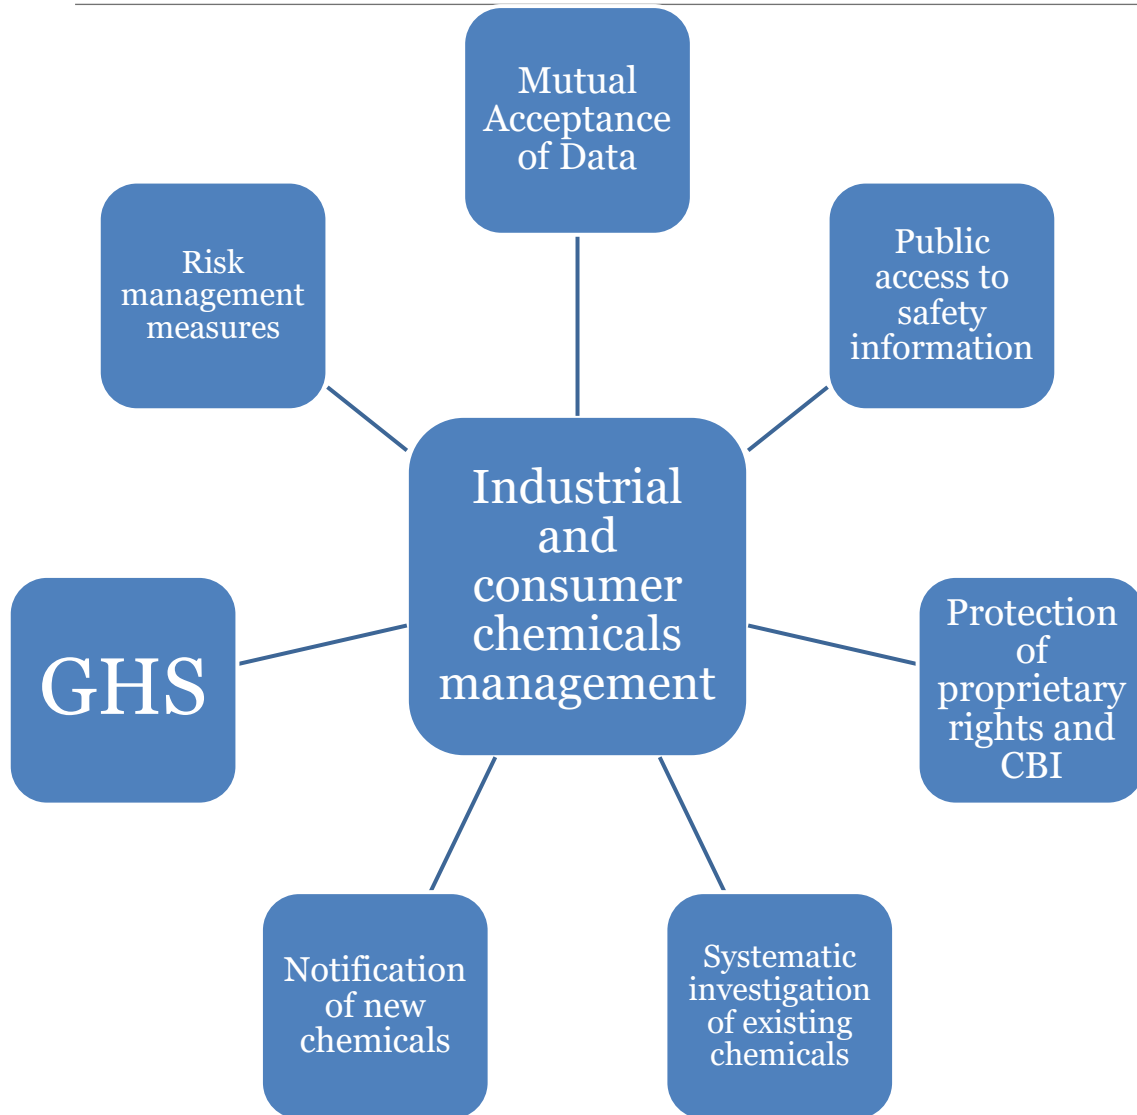 Mutual
Acceptance
of Data
Public
access to
safety
information
Protection
of
proprietary
rights and
CBI
Systematic
investigation
of existing
chemicals
Notification
of new
chemicals
GHS
Risk
management
measures
Industrial
and
consumer
chemicals
management